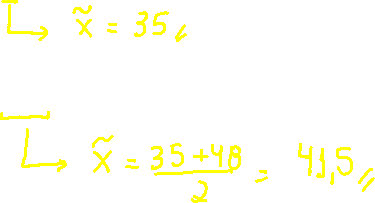 x̃ = 35
x̃ = 35+48/2 = 41,5